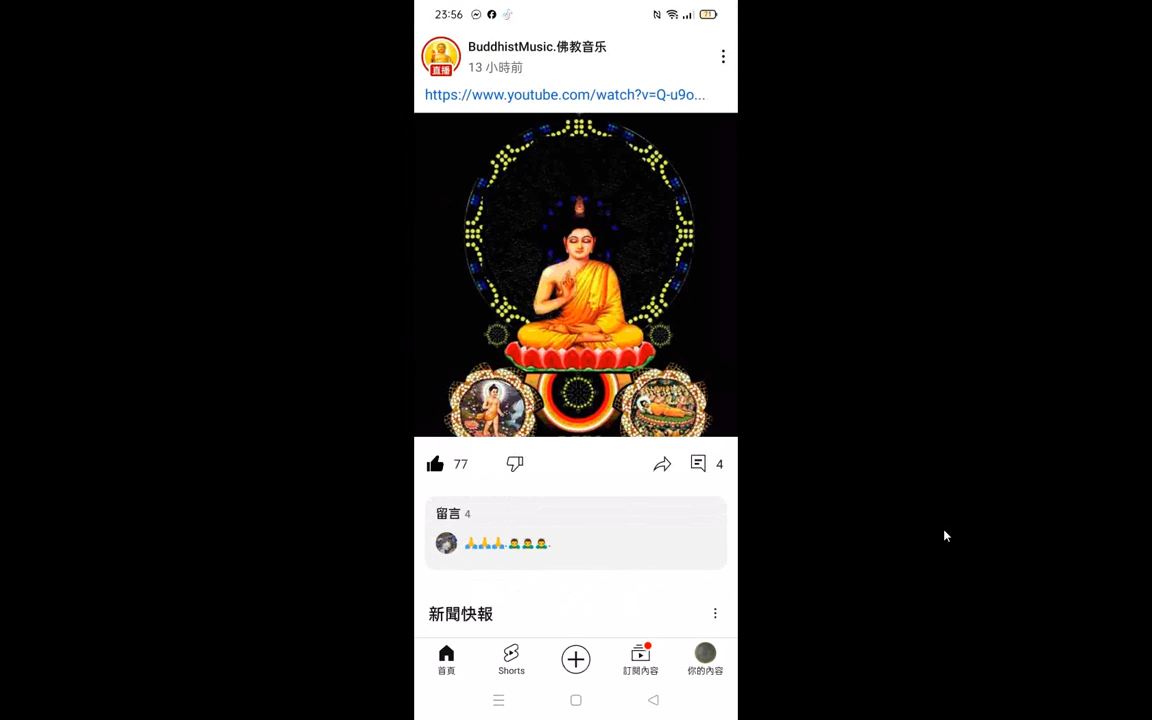 23:56
71
BuddhistMusic.佛教音乐
直播
13 小時前
https://www.youtube.com/watch?v=Q-u9o...
77
4
留言 4
🙏🙏🙏.🙇‍♂️🙇‍♂️🙇‍♂️.
新聞快報
首頁
Shorts
訂閱內容
你的內容